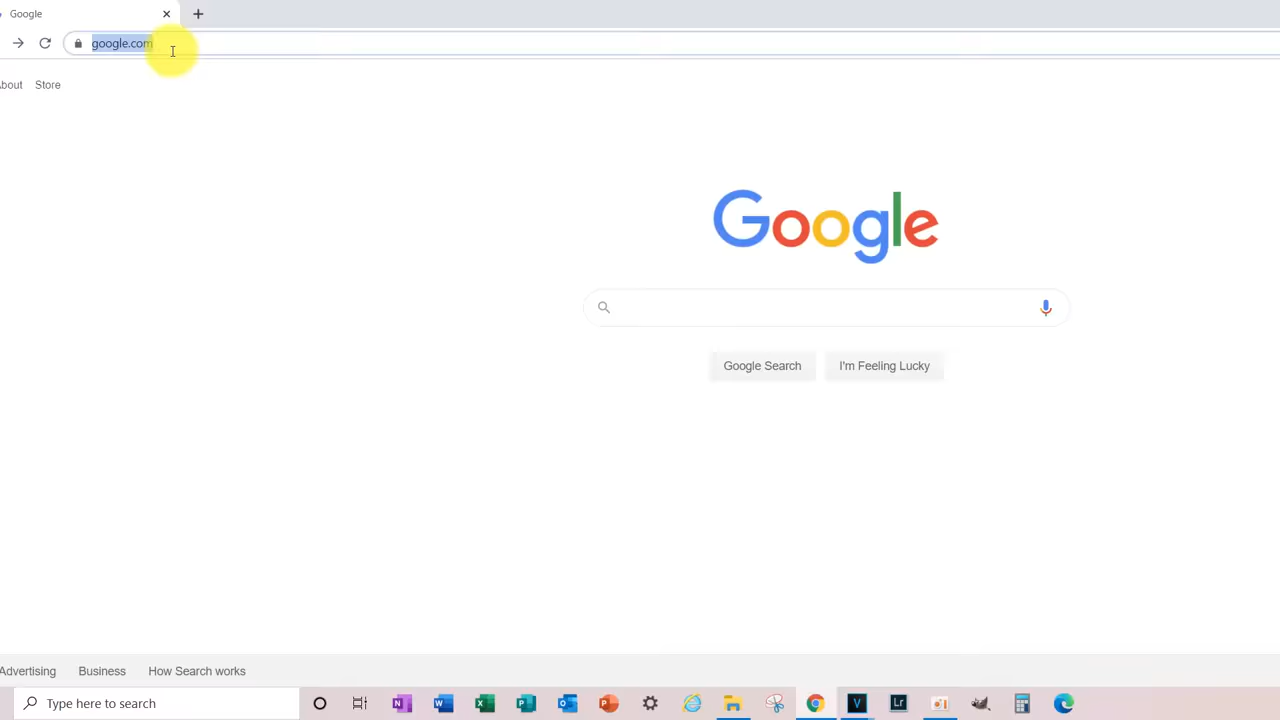 Google
google.com
About Store
Google
Google Search I'm Feeling Lucky
Advertising Business How Search works
Type here to search